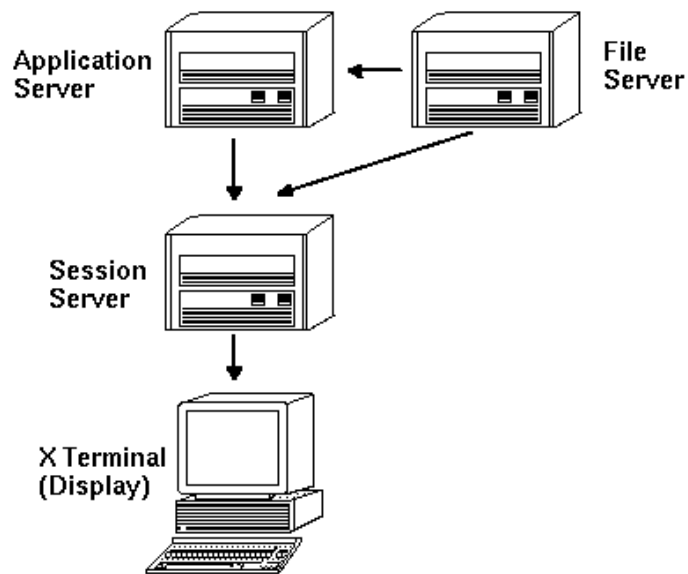 Application
Server
File
Server
Session
Server
X Terminal
(Display)